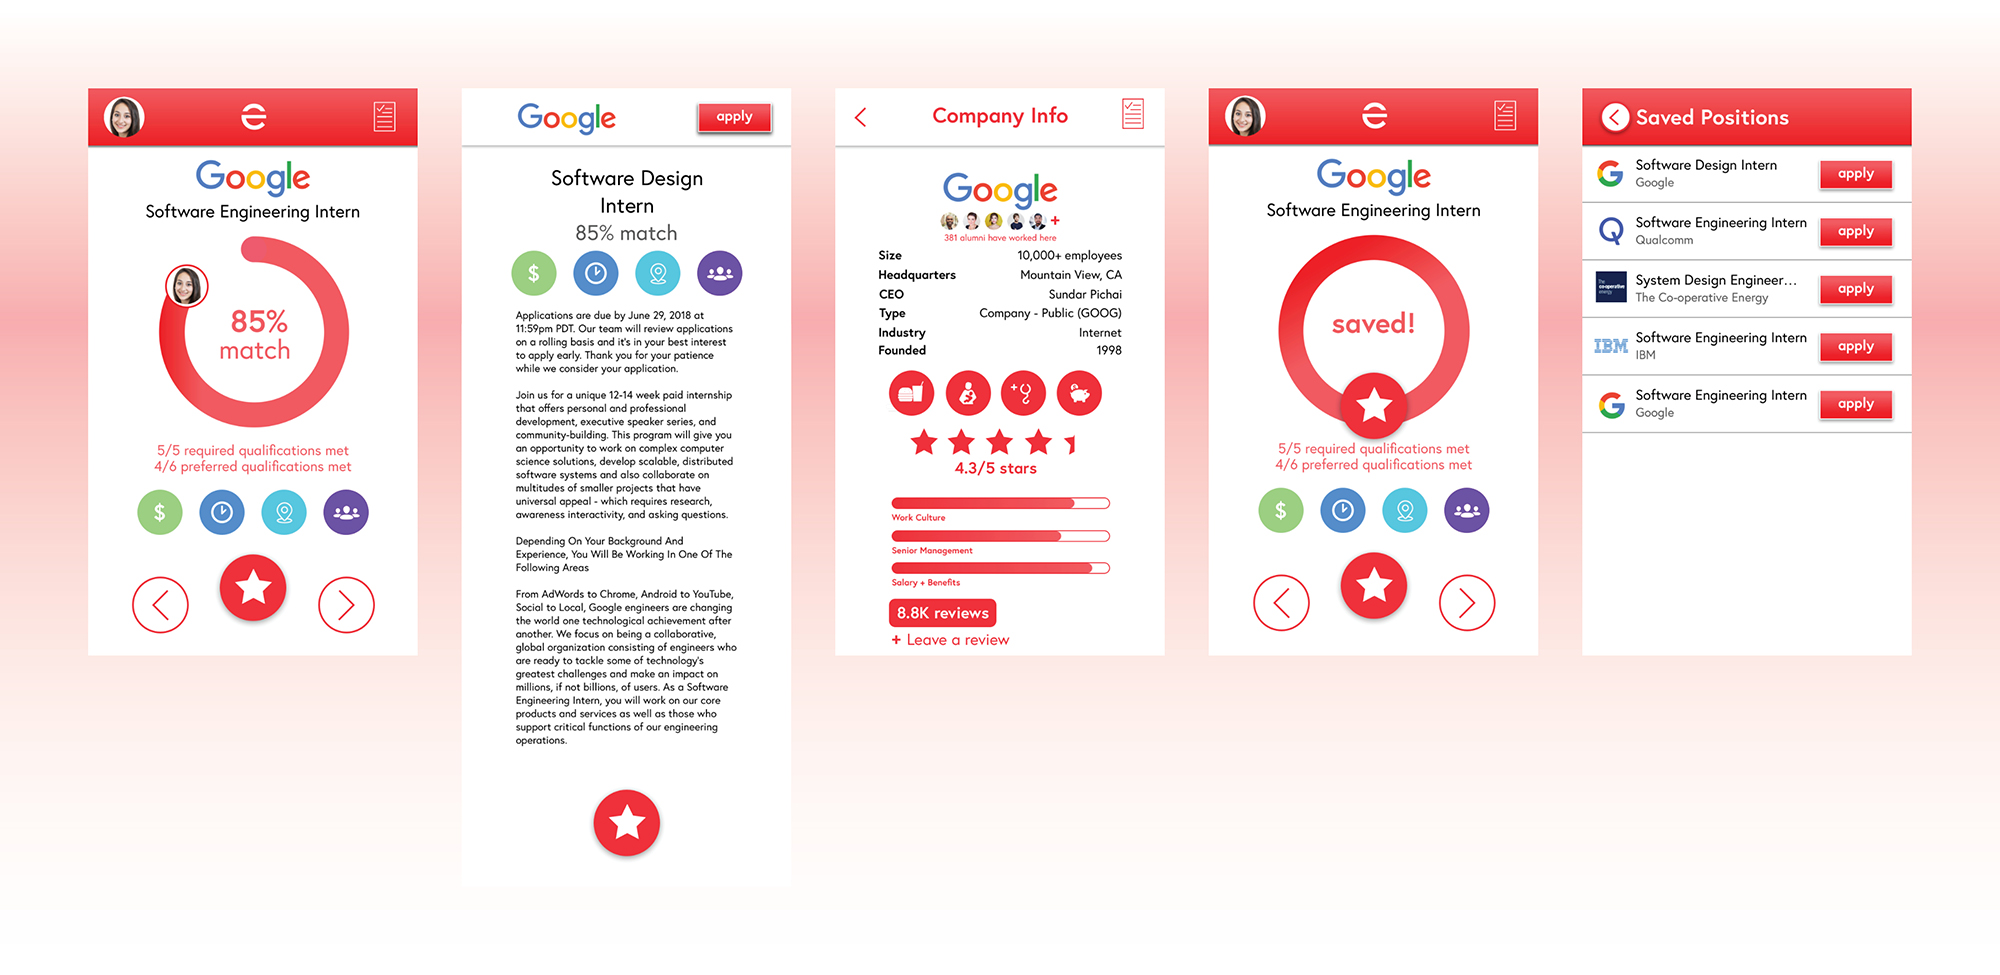 Google
Software Engineering Intern
85%
match
5/5 required qualifications met
4/6 preferred qualifications met
$
Google
apply
Software Design
Intern
85% match
$
Applications are due by June 29, 2018 at
11:59pm PDT. Our team will review applications
on a rolling basis and it's in your best interest
to apply early. Thank you for your patience
while we consider your application.
Join us for a unique 12-14 week paid internship
that offers personal and professional
development, executive speaker series, and
community-building. This program will give you
an opportunity to work on complex computer
science solutions, develop scalable, distributed
software systems and also collaborate on
multitudes of smaller projects that have
universal appeal - which requires research,
awareness interactivity, and asking questions.
Depending On Your Background And
Experience, You Will Be Working In One Of The
Following Areas
From AdWords to Chrome, Android to YouTube,
Social to Local, Google engineers are changing
the world one technological achievement after
another. We focus on being a collaborative,
global organization consisting of engineers who
are ready to tackle some of technology's
greatest challenges and make an impact on
millions, if not billions, of users. As a Software
Engineering Intern, you will work on our core
products and services as well as those who
support critical functions of our engineering
operations.
Company Info
Google
+
381 alumni have worked here
Size 10,000+ employees
Headquarters Mountain View, CA
CEO Sundar Pichai
Type Company - Public (GOOG)
Industry Internet
Founded 1998
4.3/5 stars
Work Culture
Senior Management
Salary + Benefits
8.8K reviews
+ Leave a review
Google
Software Engineering Intern
saved!
5/5 required qualifications met
4/6 preferred qualifications met
$
Saved Positions
Software Design Intern
Google
apply
Software Engineering Intern
Qualcomm
apply
The
co-operative
energy
System Design Engineer...
The Co-operative Energy
apply
IBM
Software Engineering Intern
IBM
apply
Software Engineering Intern
Google
apply